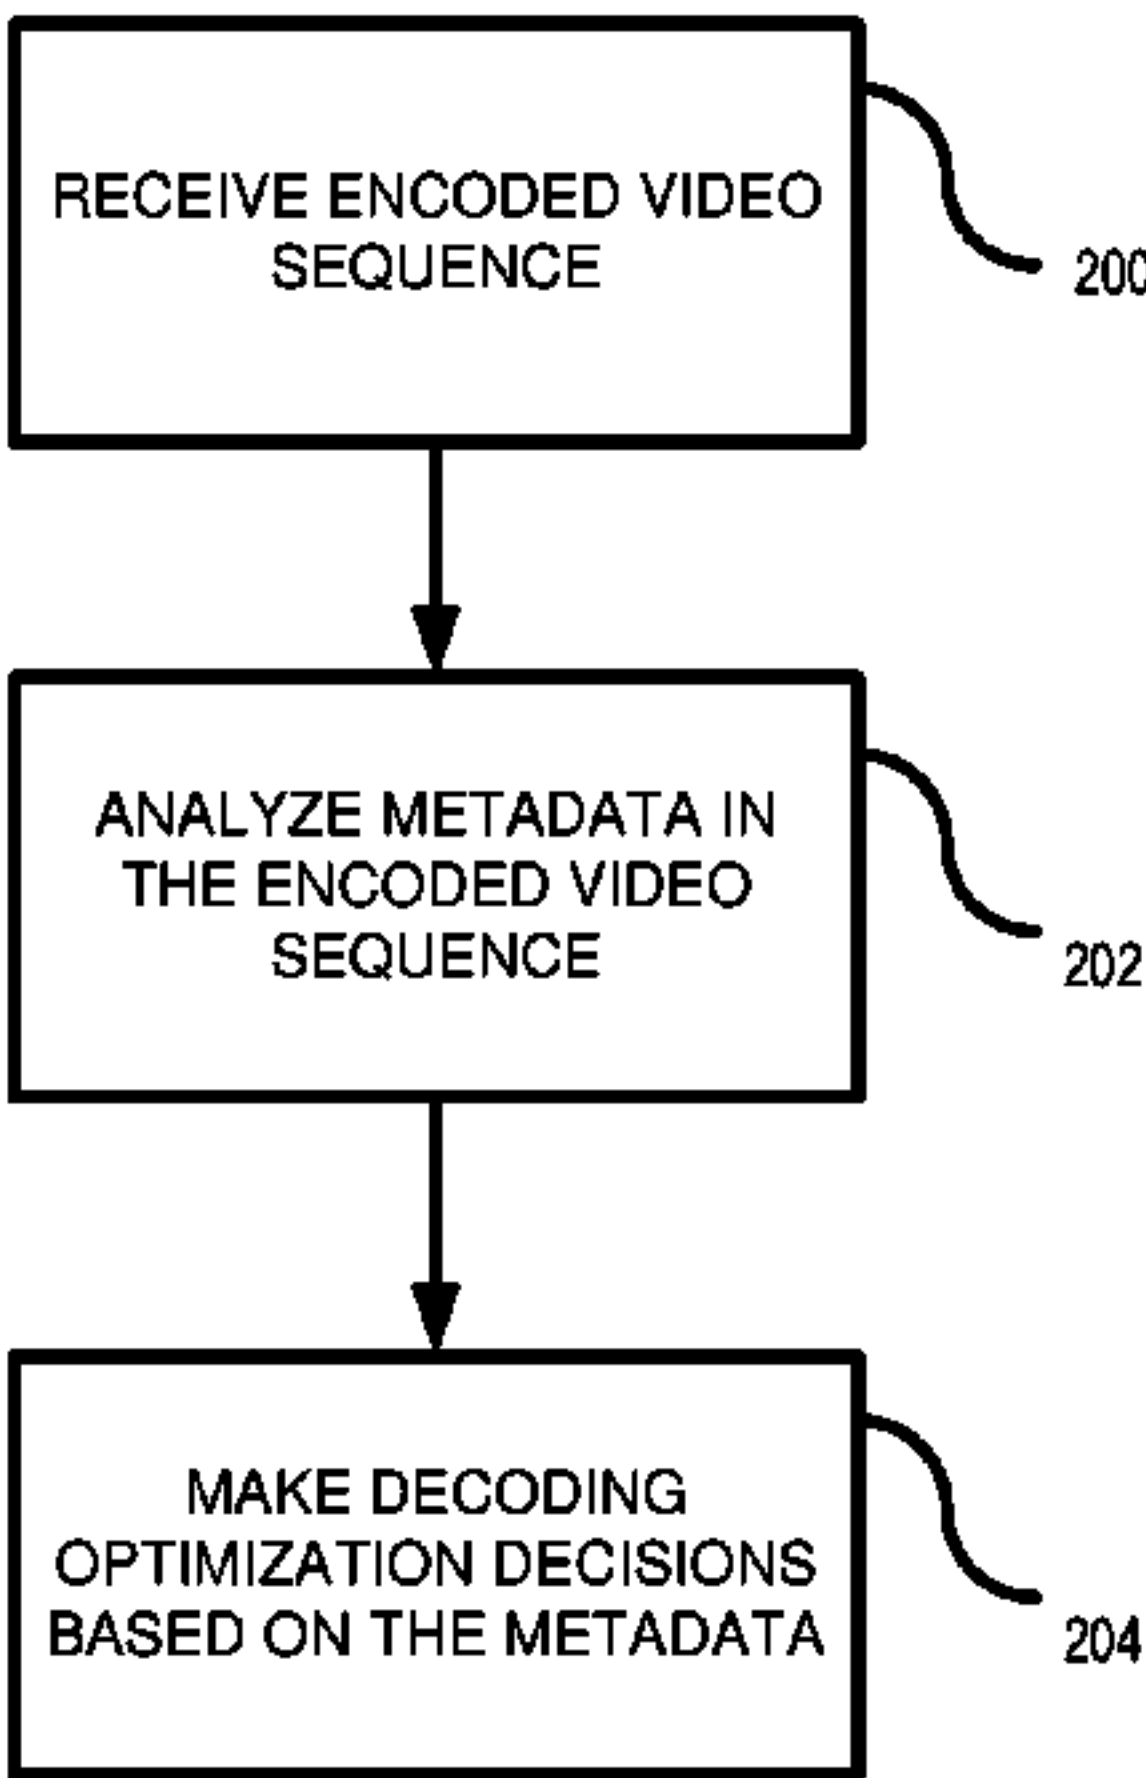 RECEIVE ENCODED VIDEO
SEQUENCE
200
ANALYZE METADATA IN
THE ENCODED VIDEO
SEQUENCE
202
MAKE DECODING
OPTIMIZATION DECISIONS
BASED ON THE METADATA
204